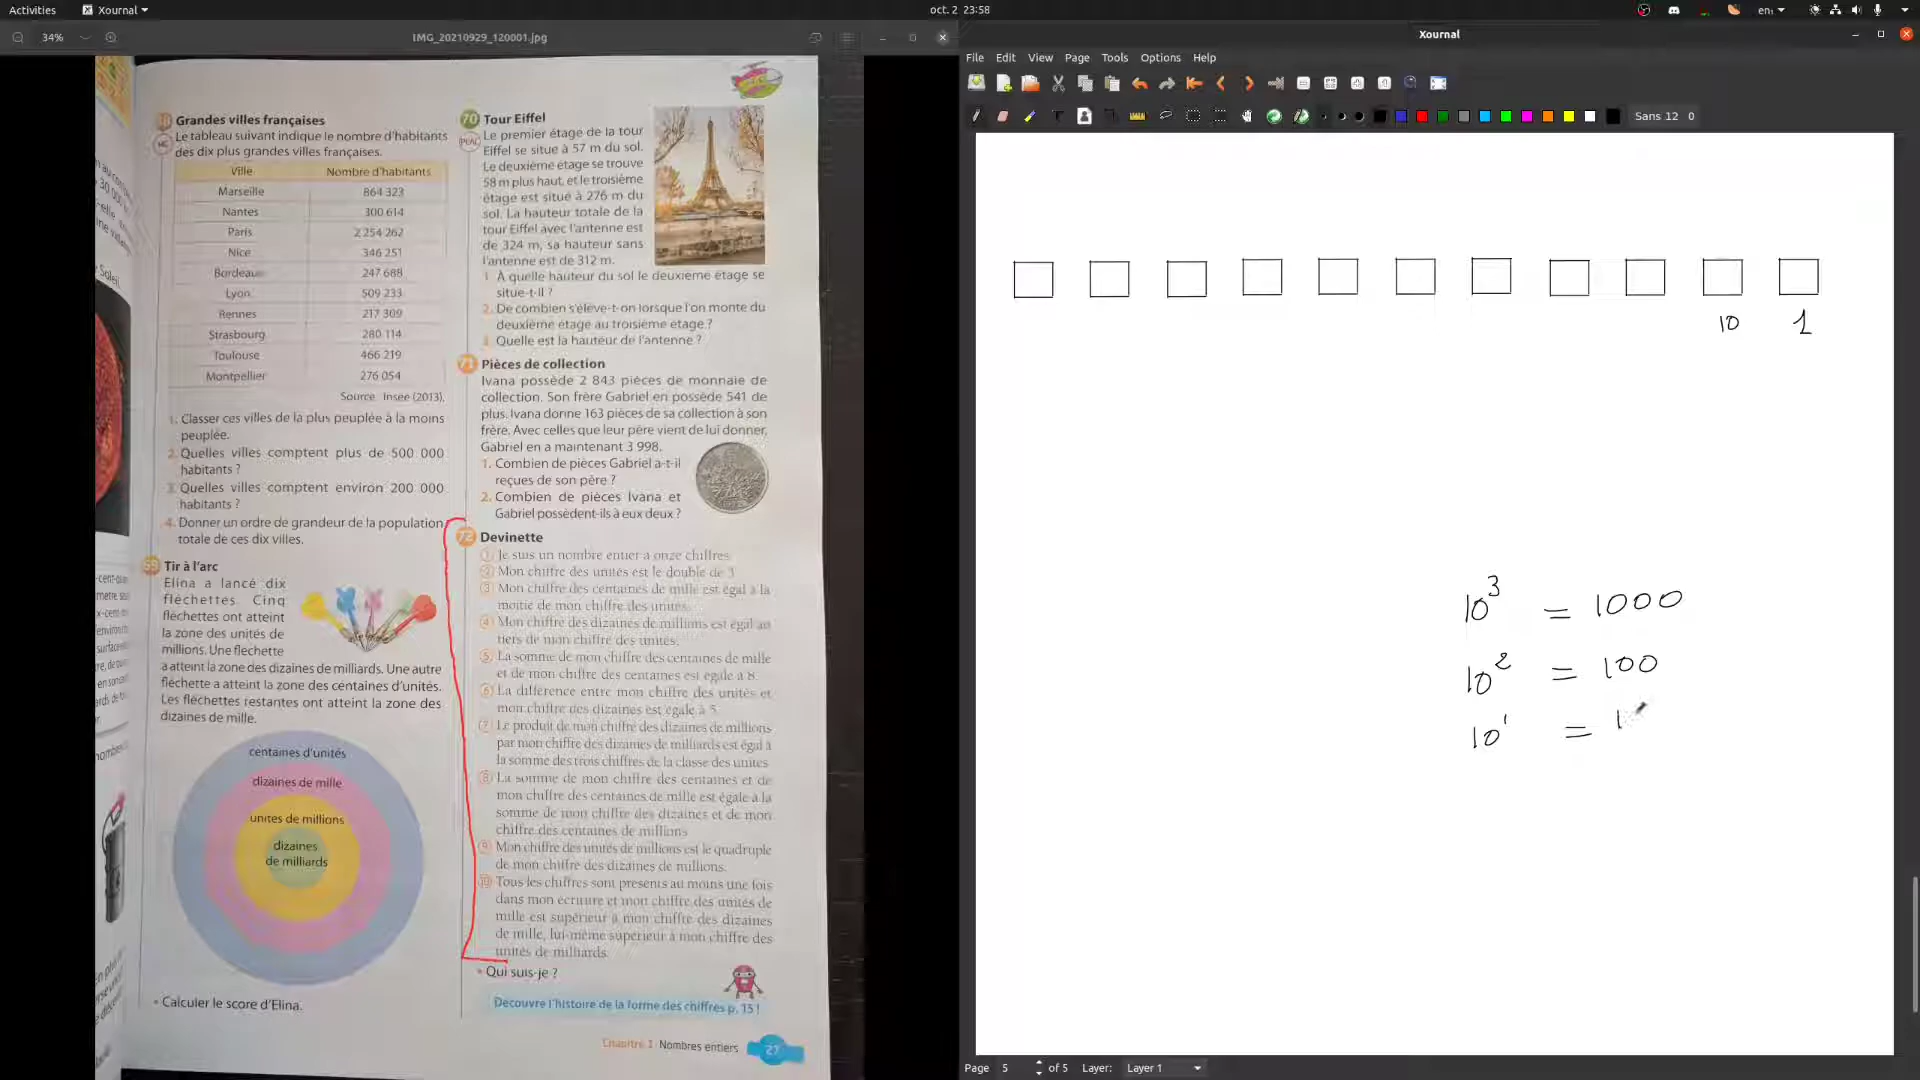 Activities
Xournal
oct. 2 23:58
en
34%
IMG_20210929_120001.jpg
Grandes villes françaises
Le tableau suivant indique le nombre d'habitants
des dix plus grandes villes françaises.
Ville Nombre d'habitants
Marseille 864 323
Nantes 300 614
Paris 2 254 262
Nice 346 251
Bordeaux 247 688
Lyon 509 233
Rennes 217 309
Strasbourg 280 114
Toulouse 466 219
Montpellier 276 054
Source : Insee (2013).
1. Classer ces villes de la plus peuplée à la moins
peuplée.
2. Quelles villes comptent plus de 500 000
habitants ?
3. Quelles villes comptent environ 200 000
habitants ?
4. Donner un ordre de grandeur de la population
totale de ces dix villes.
Tir à l'arc
Elina a lancé dix
fléchettes. Cinq
fléchettes ont atteint
la zone des unités de
millions. Une fléchette
a atteint la zone des dizaines de milliards. Une autre
fléchette a atteint la zone des centaines d'unités.
Les fléchettes restantes ont atteint la zone des
dizaines de mille.
centaines d'unités
dizaines de mille
unités de millions
dizaines
de milliards
• Calculer le score d'Elina.
70 Tour Eiffel
Le premier étage de la tour
Eiffel se situe à 57 m du sol.
Le deuxième étage se trouve
58 m plus haut, et le troisième
étage est situé à 276 m du
sol. La hauteur totale de la
tour Eiffel avec l'antenne est
de 324 m, sa hauteur sans
l'antenne est de 312 m.
1. À quelle hauteur du sol le deuxième étage se
situe-t-il ?
2. De combien s'élève-t-on lorsque l'on monte du
deuxième étage au troisième étage ?
3. Quelle est la hauteur de l'antenne ?
71 Pièces de collection
Ivana possède 2 843 pièces de monnaie de
collection. Son frère Gabriel en possède 541 de
plus. Ivana donne 163 pièces de sa collection à son
frère. Avec celles que leur père vient de lui donner,
Gabriel en a maintenant 3 998.
1. Combien de pièces Gabriel a-t-il
reçues de son père ?
2. Combien de pièces Ivana et
Gabriel possèdent-ils à eux deux ?
72 Devinette
① Je suis un nombre entier à onze chiffres.
② Mon chiffre des unités est le double de 3.
③ Mon chiffre des centaines de mille est égal à la
moitié de mon chiffre des unités.
④ Mon chiffre des dizaines de millions est égal au
tiers de mon chiffre des unités.
⑤ La somme de mon chiffre des centaines de mille
et de mon chiffre des centaines est égale à 8.
⑥ La différence entre mon chiffre des unités et
mon chiffre des dizaines est égale à 5.
⑦ Le produit de mon chiffre des dizaines de millions
par mon chiffre des dizaines de milliards est égal à
la somme des trois chiffres de la classe des unités.
⑧ La somme de mon chiffre des centaines et de
mon chiffre des centaines de mille est égale à la
somme de mon chiffre des dizaines et de mon
chiffre des centaines de millions.
⑨ Mon chiffre des unités de millions est le quadruple
de mon chiffre des dizaines de millions.
⑩ Tous les chiffres sont présents au moins une fois
dans mon écriture et mon chiffre des unités de
mille est supérieur à mon chiffre des dizaines
de mille, lui-même supérieur à mon chiffre des
unités de milliards.
• Qui suis-je ?
Découvre l'histoire de la forme des chiffres p. 15 !
Chapitre 1 Nombres entiers 27
Xournal
File Edit View Page Tools Options Help
Sans 12 0
10 1
10³ = 1000
10² = 100
10¹ = 1
Page 5 of 5 Layer: Layer 1